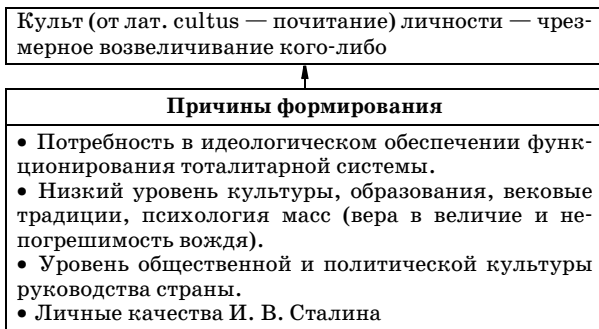 Культ (от лат. cultus — почитание) личности — чрез-
мерное возвеличивание кого-либо
Причины формирования
• Потребность в идеологическом обеспечении функ-
ционирования тоталитарной системы.
• Низкий уровень культуры, образования, вековые
традиции, психология масс (вера в величие и не-
погрешимость вождя).
• Уровень общественной и политической культуры
руководства страны.
• Личные качества И. В. Сталина